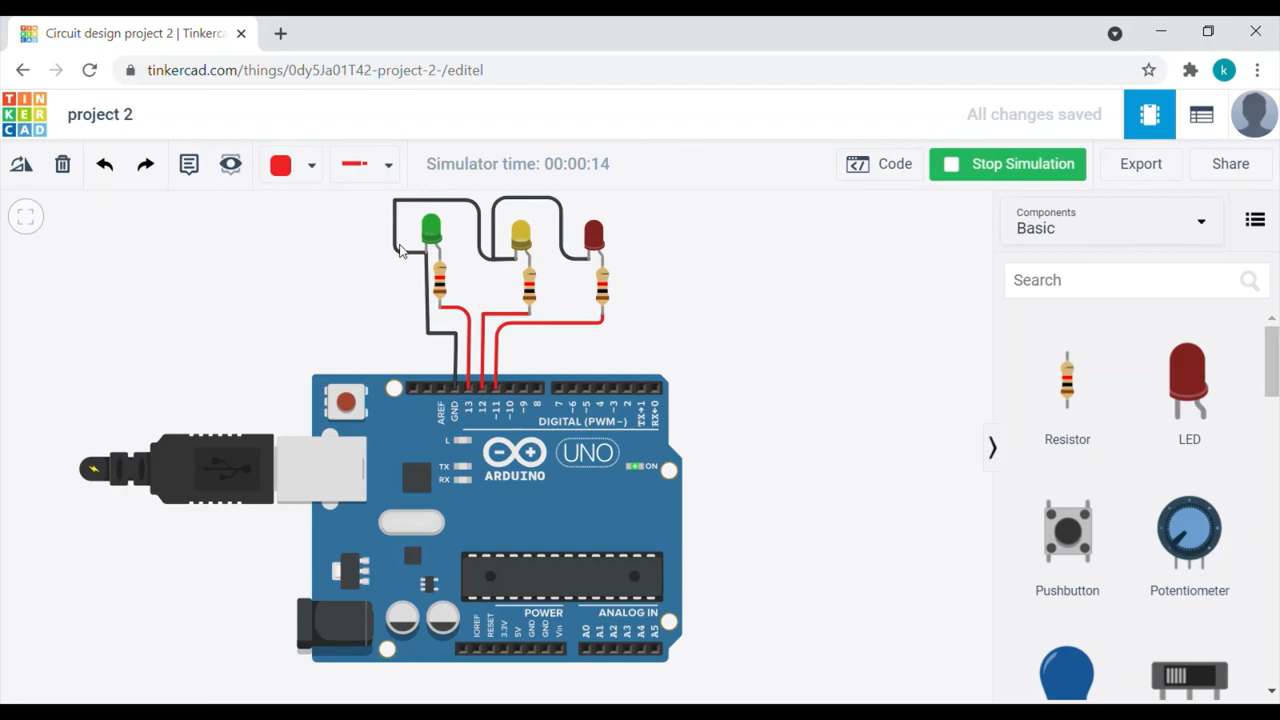 Circuit design project 2 | Tinkerca
tinkercad.com/things/0dy5Ja01T42-project-2-/editel
TIN
KER
CAD
project 2
All changes saved
Simulator time: 00:00:14
Code
Stop Simulation
Export
Share
Components
Basic
Search
Resistor
LED
Pushbutton
Potentiometer
AREF
GND
13
12
~11
~10
~9
8
7
~6
~5
4
~3
2
TX→1
RX←0
DIGITAL (PWM~)
L
TX
RX
ARDUINO
UNO
ON
POWER
ANALOG IN
IOREF
RESET
3.3V
5V
GND
GND
Vin
A0
A1
A2
A3
A4
A5
k